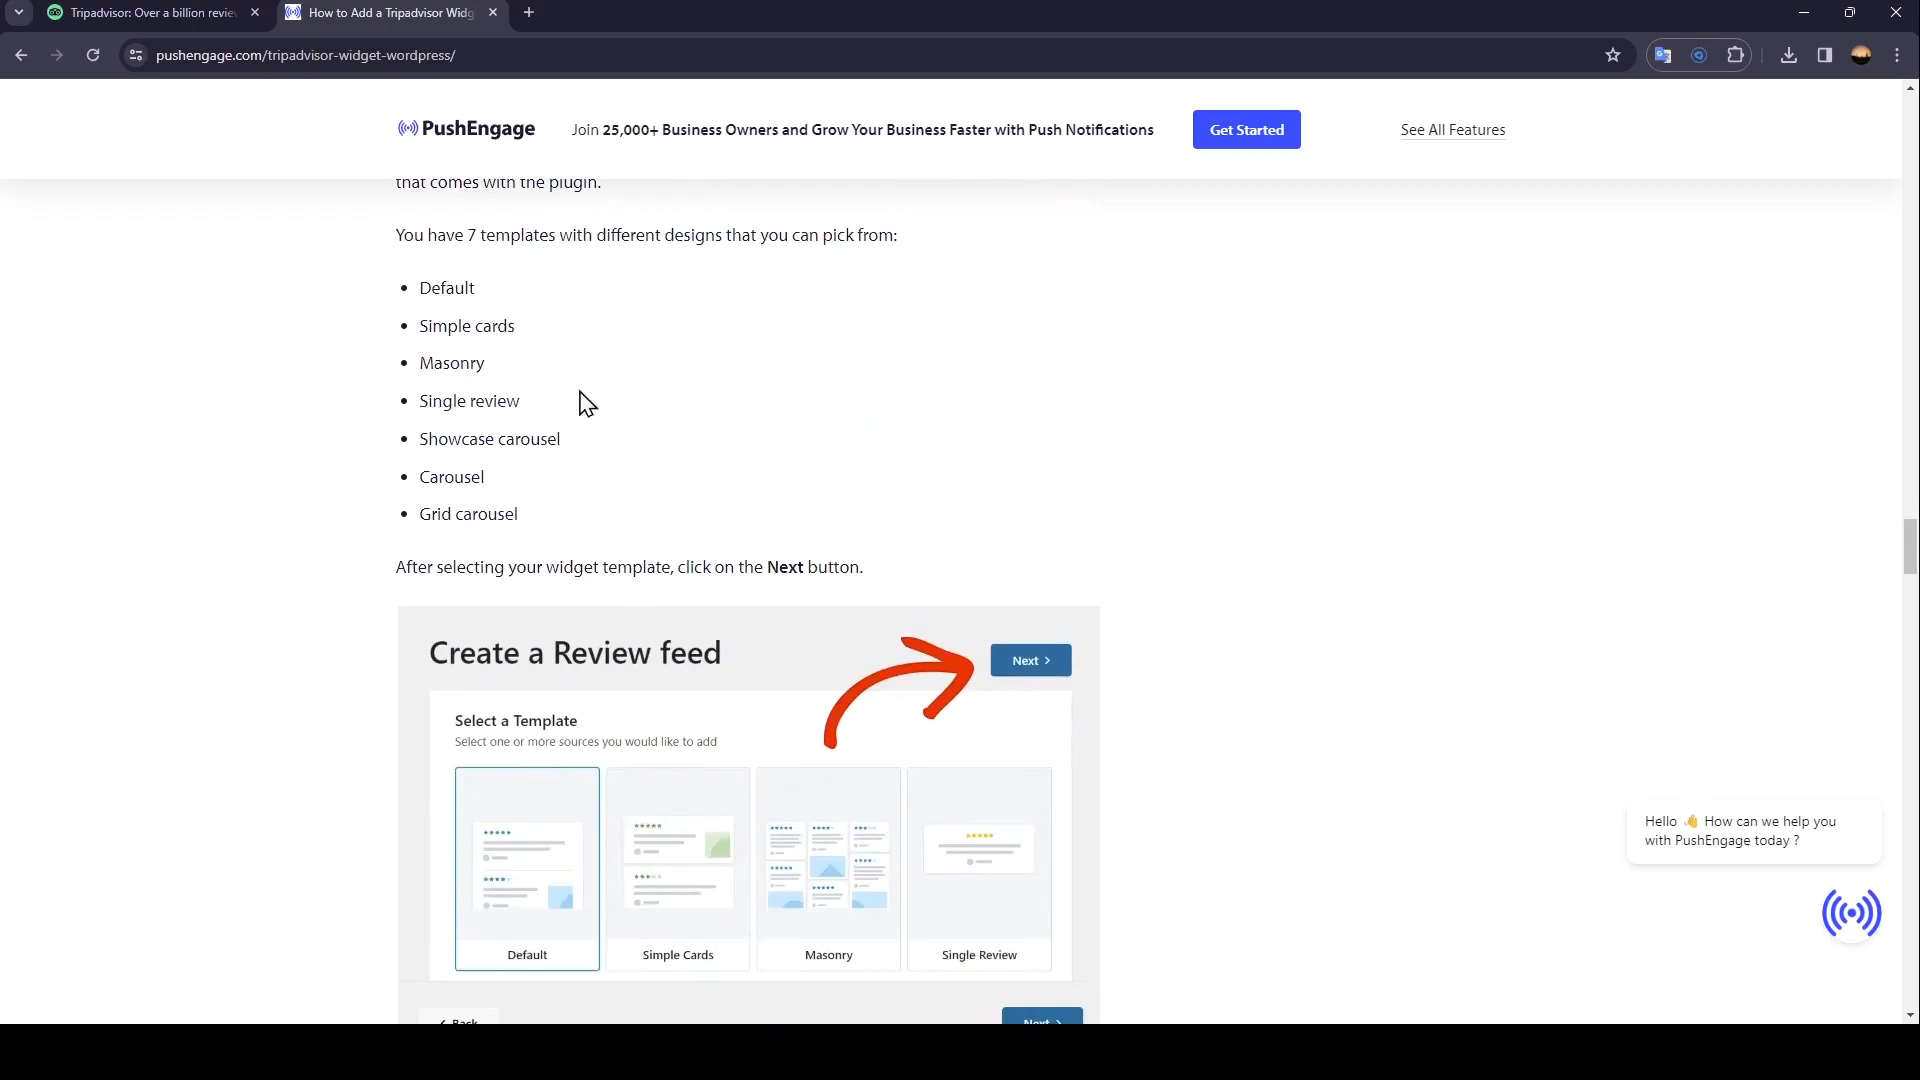 Tripadvisor: Over a billion revie
How to Add a Tripadvisor Widg
pushengage.com/tripadvisor-widget-wordpress/
PushEngage
Join 25,000+ Business Owners and Grow Your Business Faster with Push Notifications
Get Started
See All Features
that comes with the plugin.
You have 7 templates with different designs that you can pick from:
• Default
• Simple cards
• Masonry
• Single review
• Showcase carousel
• Carousel
• Grid carousel
After selecting your widget template, click on the Next button.
Create a Review feed
Next >
Select a Template
Select one or more sources you would like to add
Default
Simple Cards
Masonry
Single Review
< Back
Next >
Hello 👋 How can we help you
with PushEngage today ?